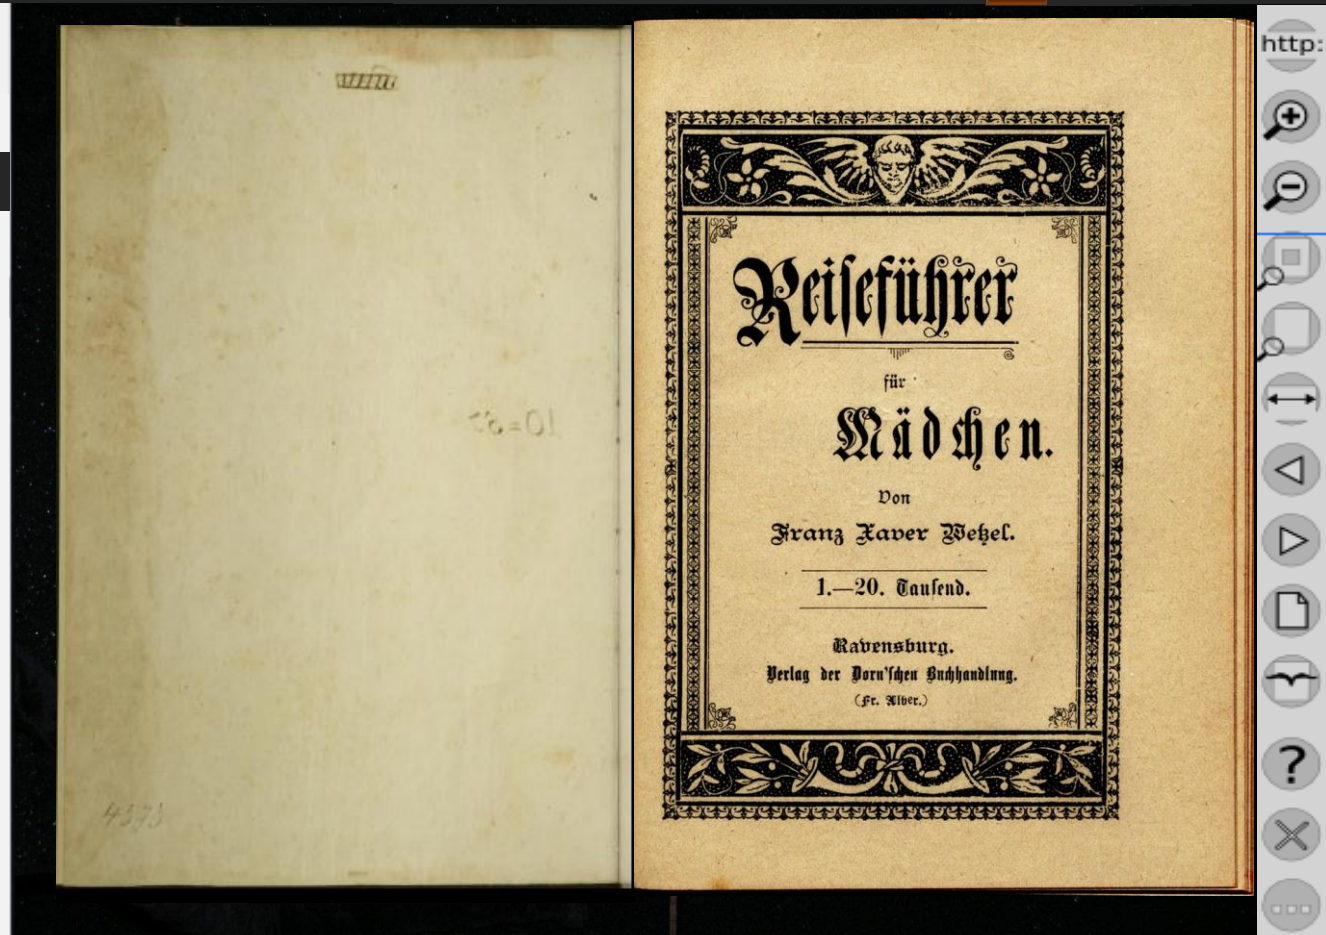 http:
Reiseführer
für
Mädchen.
Von
Franz Xaver Wetzel.
1.—20. Tausend.
Ravensburg.
Verlag der Dorn'schen Buchhandlung.
(Fr. Alber.)
4373